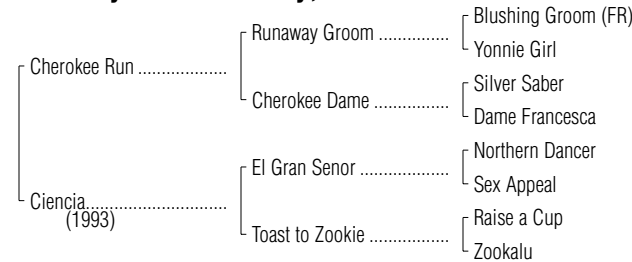 Blushing Groom (FR)
Runaway Groom ...............
Yonnie Girl
Cherokee Run ...................
Silver Saber
Cherokee Dame ................
Dame Francesca
Northern Dancer
El Gran Senor ...................
Sex Appeal
Ciencia..............................
(1993)
Raise a Cup
Toast to Zookie .................
Zookalu